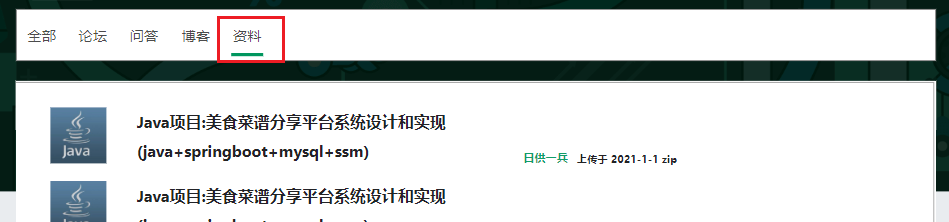 全部 论坛 问答 博客 资料
Java
Java项目:美食菜谱分享平台系统设计和实现
(java+springboot+mysql+ssm)
日供一兵 上传于 2021-1-1 zip
Java项目:美食菜谱分享平台系统设计和实现